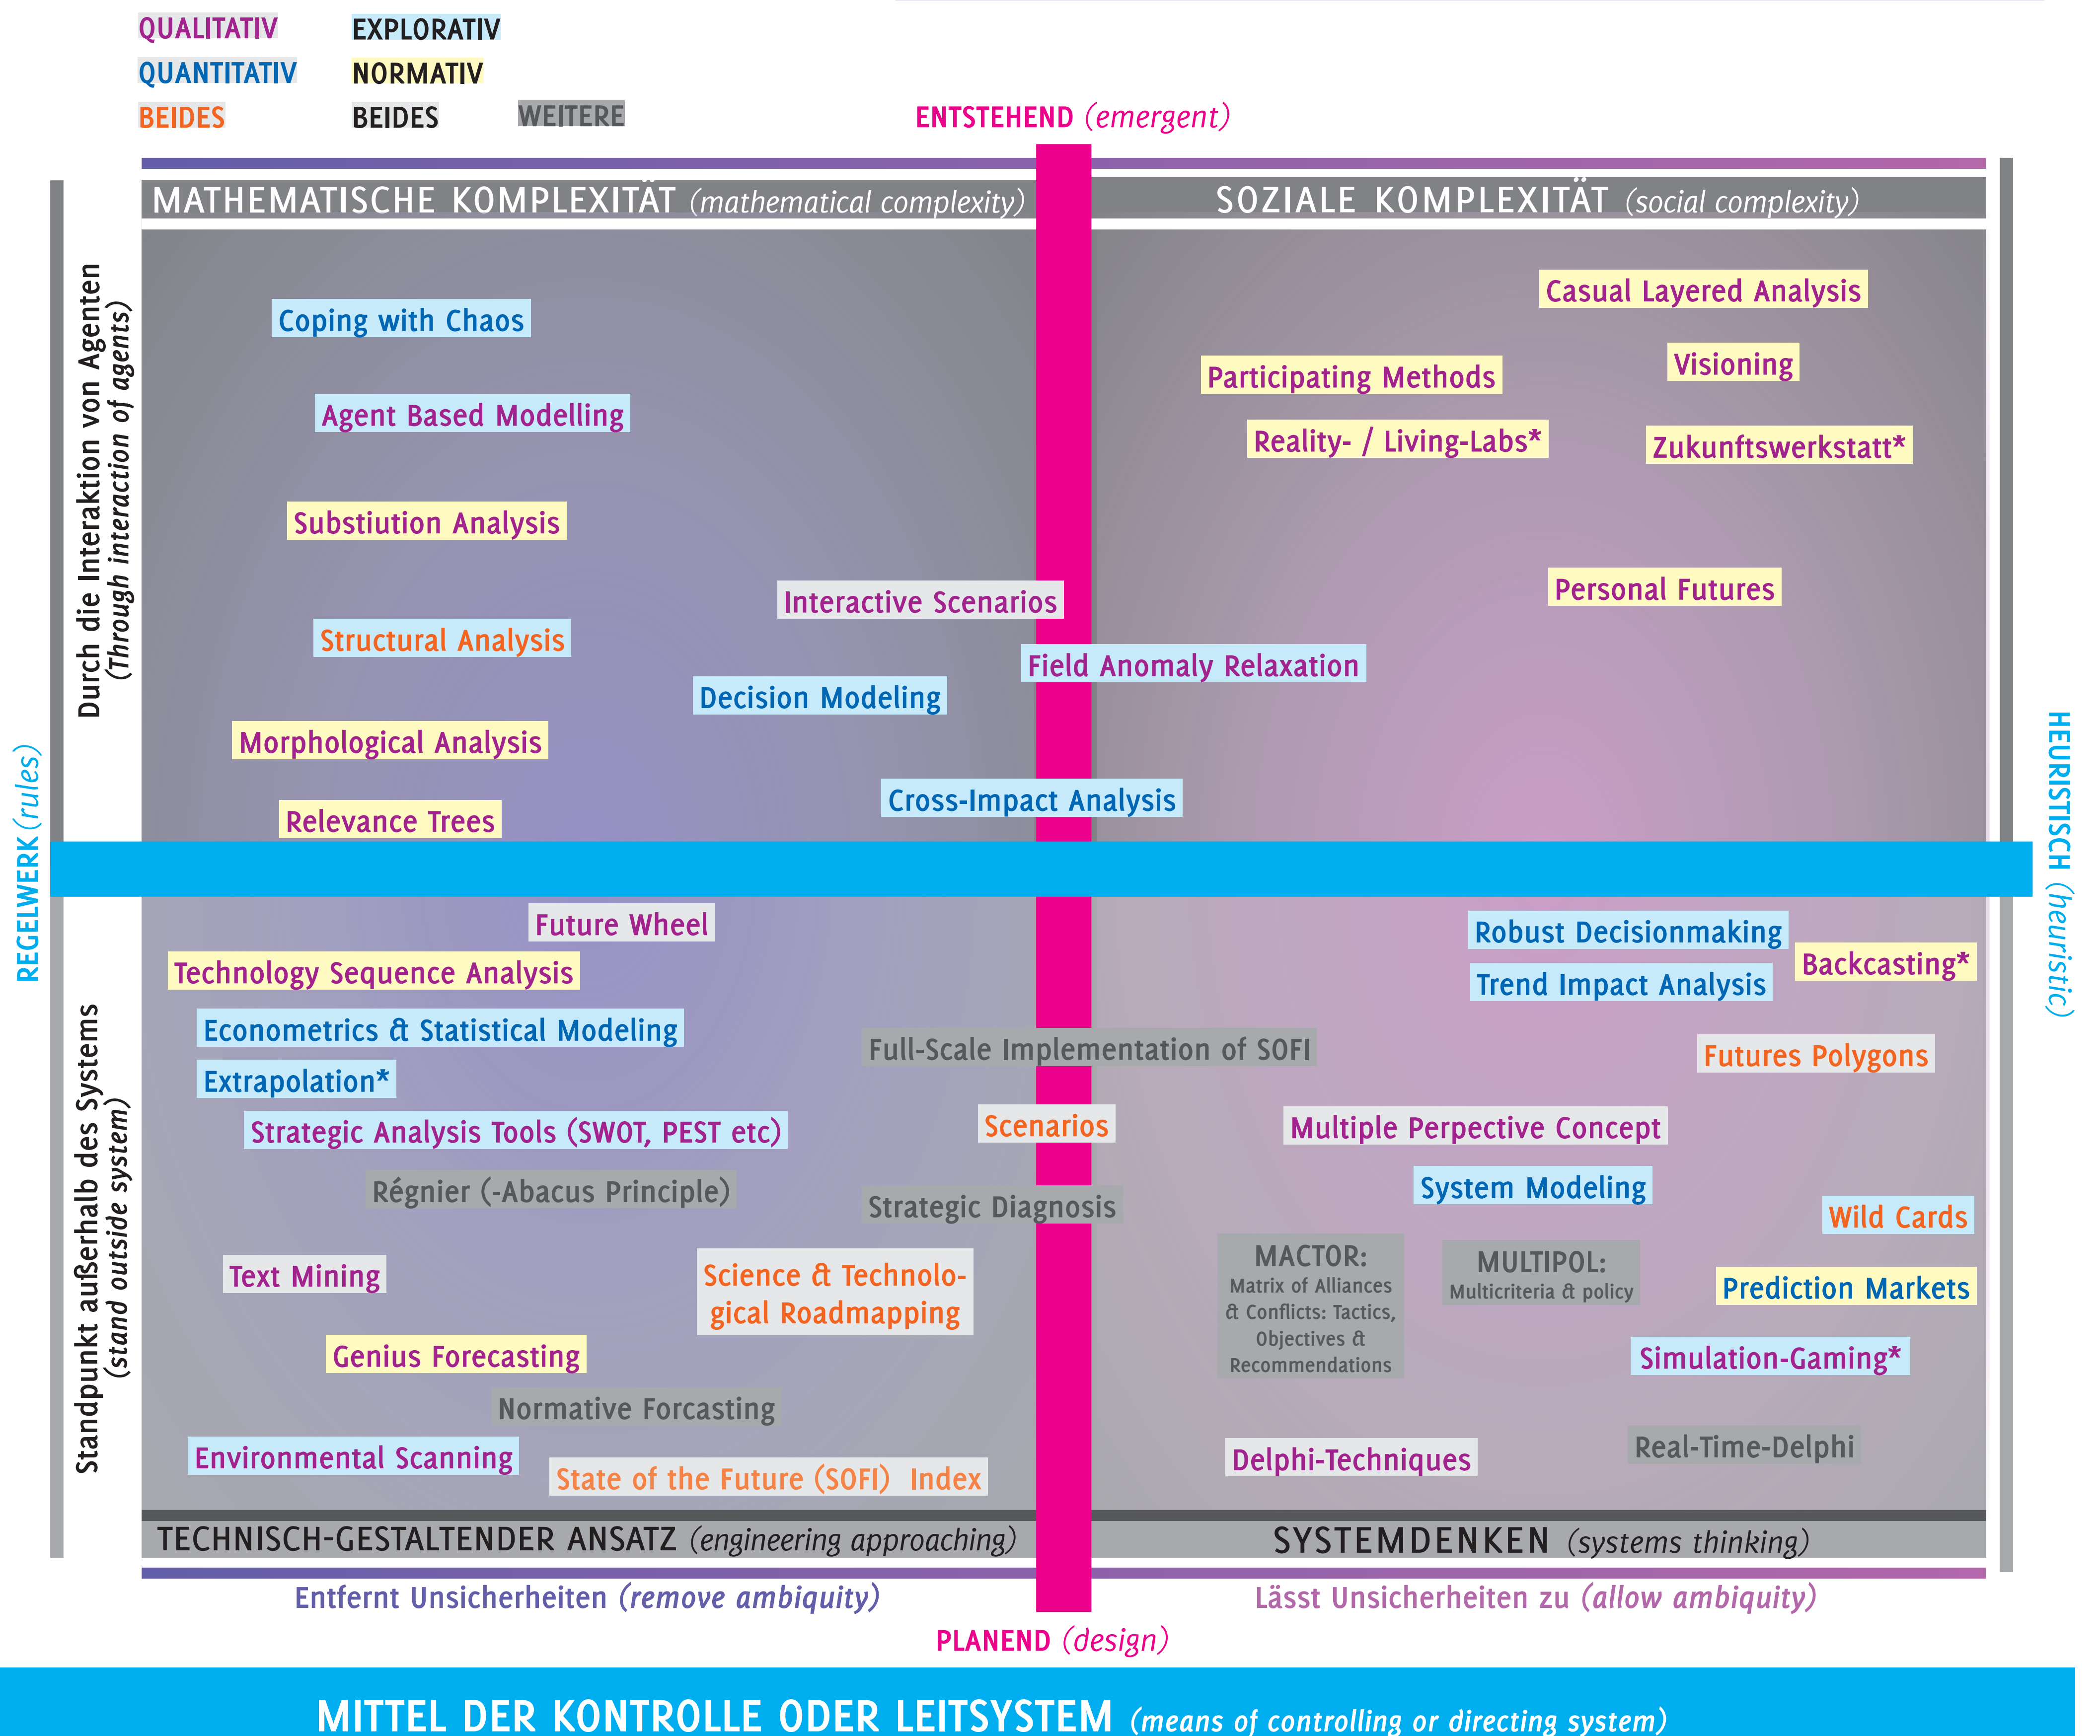 QUALITATIV
EXPLORATIV
QUANTITATIV
NORMATIV
BEIDES
BEIDES
WEITERE
ENTSTEHEND (emergent)
MATHEMATISCHE KOMPLEXITÄT (mathematical complexity)
SOZIALE KOMPLEXITÄT (social complexity)
Durch die Interaktion von Agenten
(Through interaction of agents)
Casual Layered Analysis
Coping with Chaos
Visioning
Participating Methods
Agent Based Modelling
Reality- / Living-Labs*
Zukunftswerkstatt*
Substiution Analysis
Personal Futures
Interactive Scenarios
Structural Analysis
Field Anomaly Relaxation
Decision Modeling
Morphological Analysis
Cross-Impact Analysis
Relevance Trees
REGELWERK (rules)
HEURISTISCH (heuristic)
Standpunkt außerhalb des Systems
(stand outside system)
Future Wheel
Robust Decisionmaking
Backcasting*
Technology Sequence Analysis
Trend Impact Analysis
Econometrics & Statistical Modeling
Full-Scale Implementation of SOFI
Futures Polygons
Extrapolation*
Strategic Analysis Tools (SWOT, PEST etc)
Scenarios
Multiple Perpective Concept
Régnier (-Abacus Principle)
System Modeling
Strategic Diagnosis
Wild Cards
Text Mining
Science & Technolo-
gical Roadmapping
MACTOR:
Matrix of Alliances
& Conflicts: Tactics,
Objectives &
Recommendations
MULTIPOL:
Multicriteria & policy
Prediction Markets
Genius Forecasting
Simulation-Gaming*
Normative Forcasting
Environmental Scanning
Delphi-Techniques
Real-Time-Delphi
State of the Future (SOFI) Index
TECHNISCH-GESTALTENDER ANSATZ (engineering approaching)
SYSTEMDENKEN (systems thinking)
Entfernt Unsicherheiten (remove ambiquity)
Lässt Unsicherheiten zu (allow ambiquity)
PLANEND (design)
MITTEL DER KONTROLLE ODER LEITSYSTEM (means of controlling or directing system)